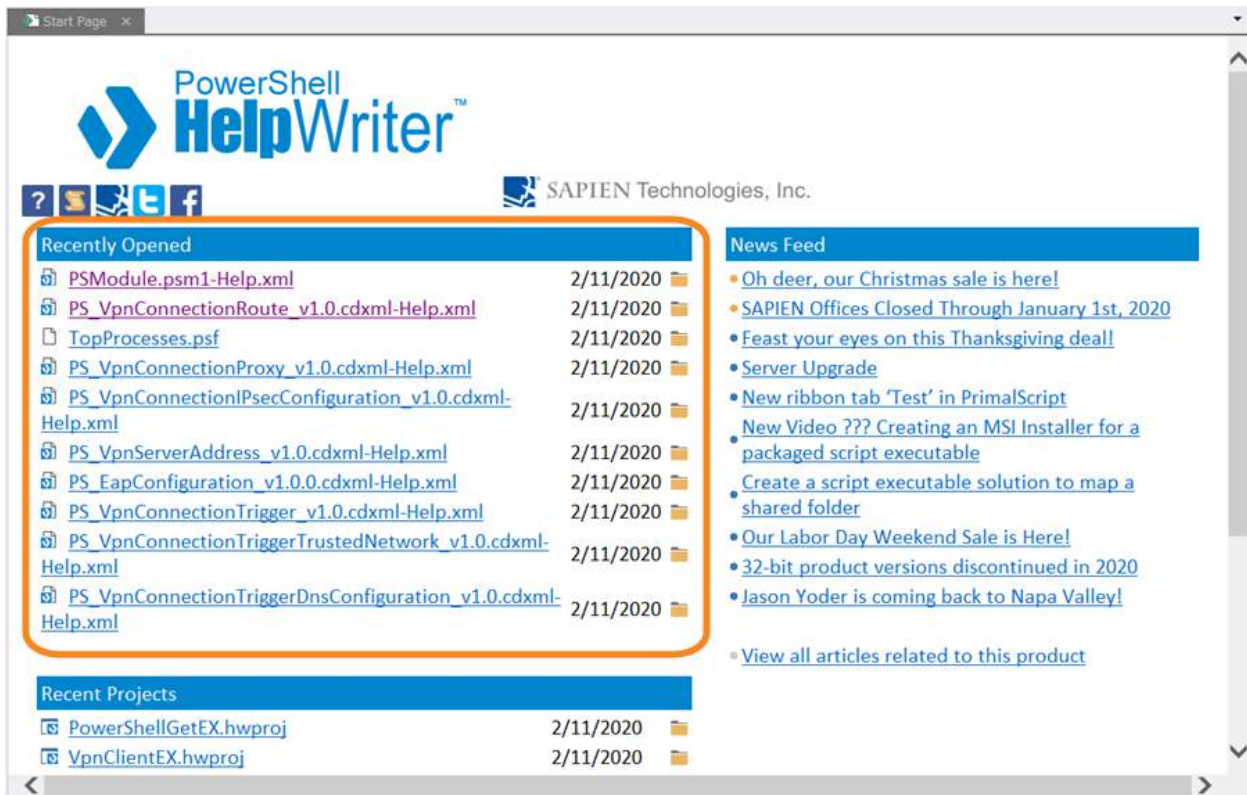 Start Page
PowerShell
HelpWriter™
SAPIEN Technologies, Inc.
Recently Opened
PSModule.psm1-Help.xml 2/11/2020
PS_VpnConnectionRoute_v1.0.cdxml-Help.xml 2/11/2020
TopProcesses.psf 2/11/2020
PS_VpnConnectionProxy_v1.0.cdxml-Help.xml 2/11/2020
PS_VpnConnectionIPsecConfiguration_v1.0.cdxml-
Help.xml 2/11/2020
PS_VpnServerAddress_v1.0.cdxml-Help.xml 2/11/2020
PS_EapConfiguration_v1.0.0.cdxml-Help.xml 2/11/2020
PS_VpnConnectionTrigger_v1.0.cdxml-Help.xml 2/11/2020
PS_VpnConnectionTriggerTrustedNetwork_v1.0.cdxml-
Help.xml 2/11/2020
PS_VpnConnectionTriggerDnsConfiguration_v1.0.cdxml-
Help.xml 2/11/2020
Recent Projects
PowerShellGetEX.hwproj 2/11/2020
VpnClientEX.hwproj 2/11/2020
News Feed
Oh deer, our Christmas sale is here!
SAPIEN Offices Closed Through January 1st, 2020
Feast your eyes on this Thanksgiving deal!
Server Upgrade
New ribbon tab ‘Test’ in PrimalScript
New Video ??? Creating an MSI Installer for a
packaged script executable
Create a script executable solution to map a
shared folder
Our Labor Day Weekend Sale is Here!
32-bit product versions discontinued in 2020
Jason Yoder is coming back to Napa Valley!
View all articles related to this product